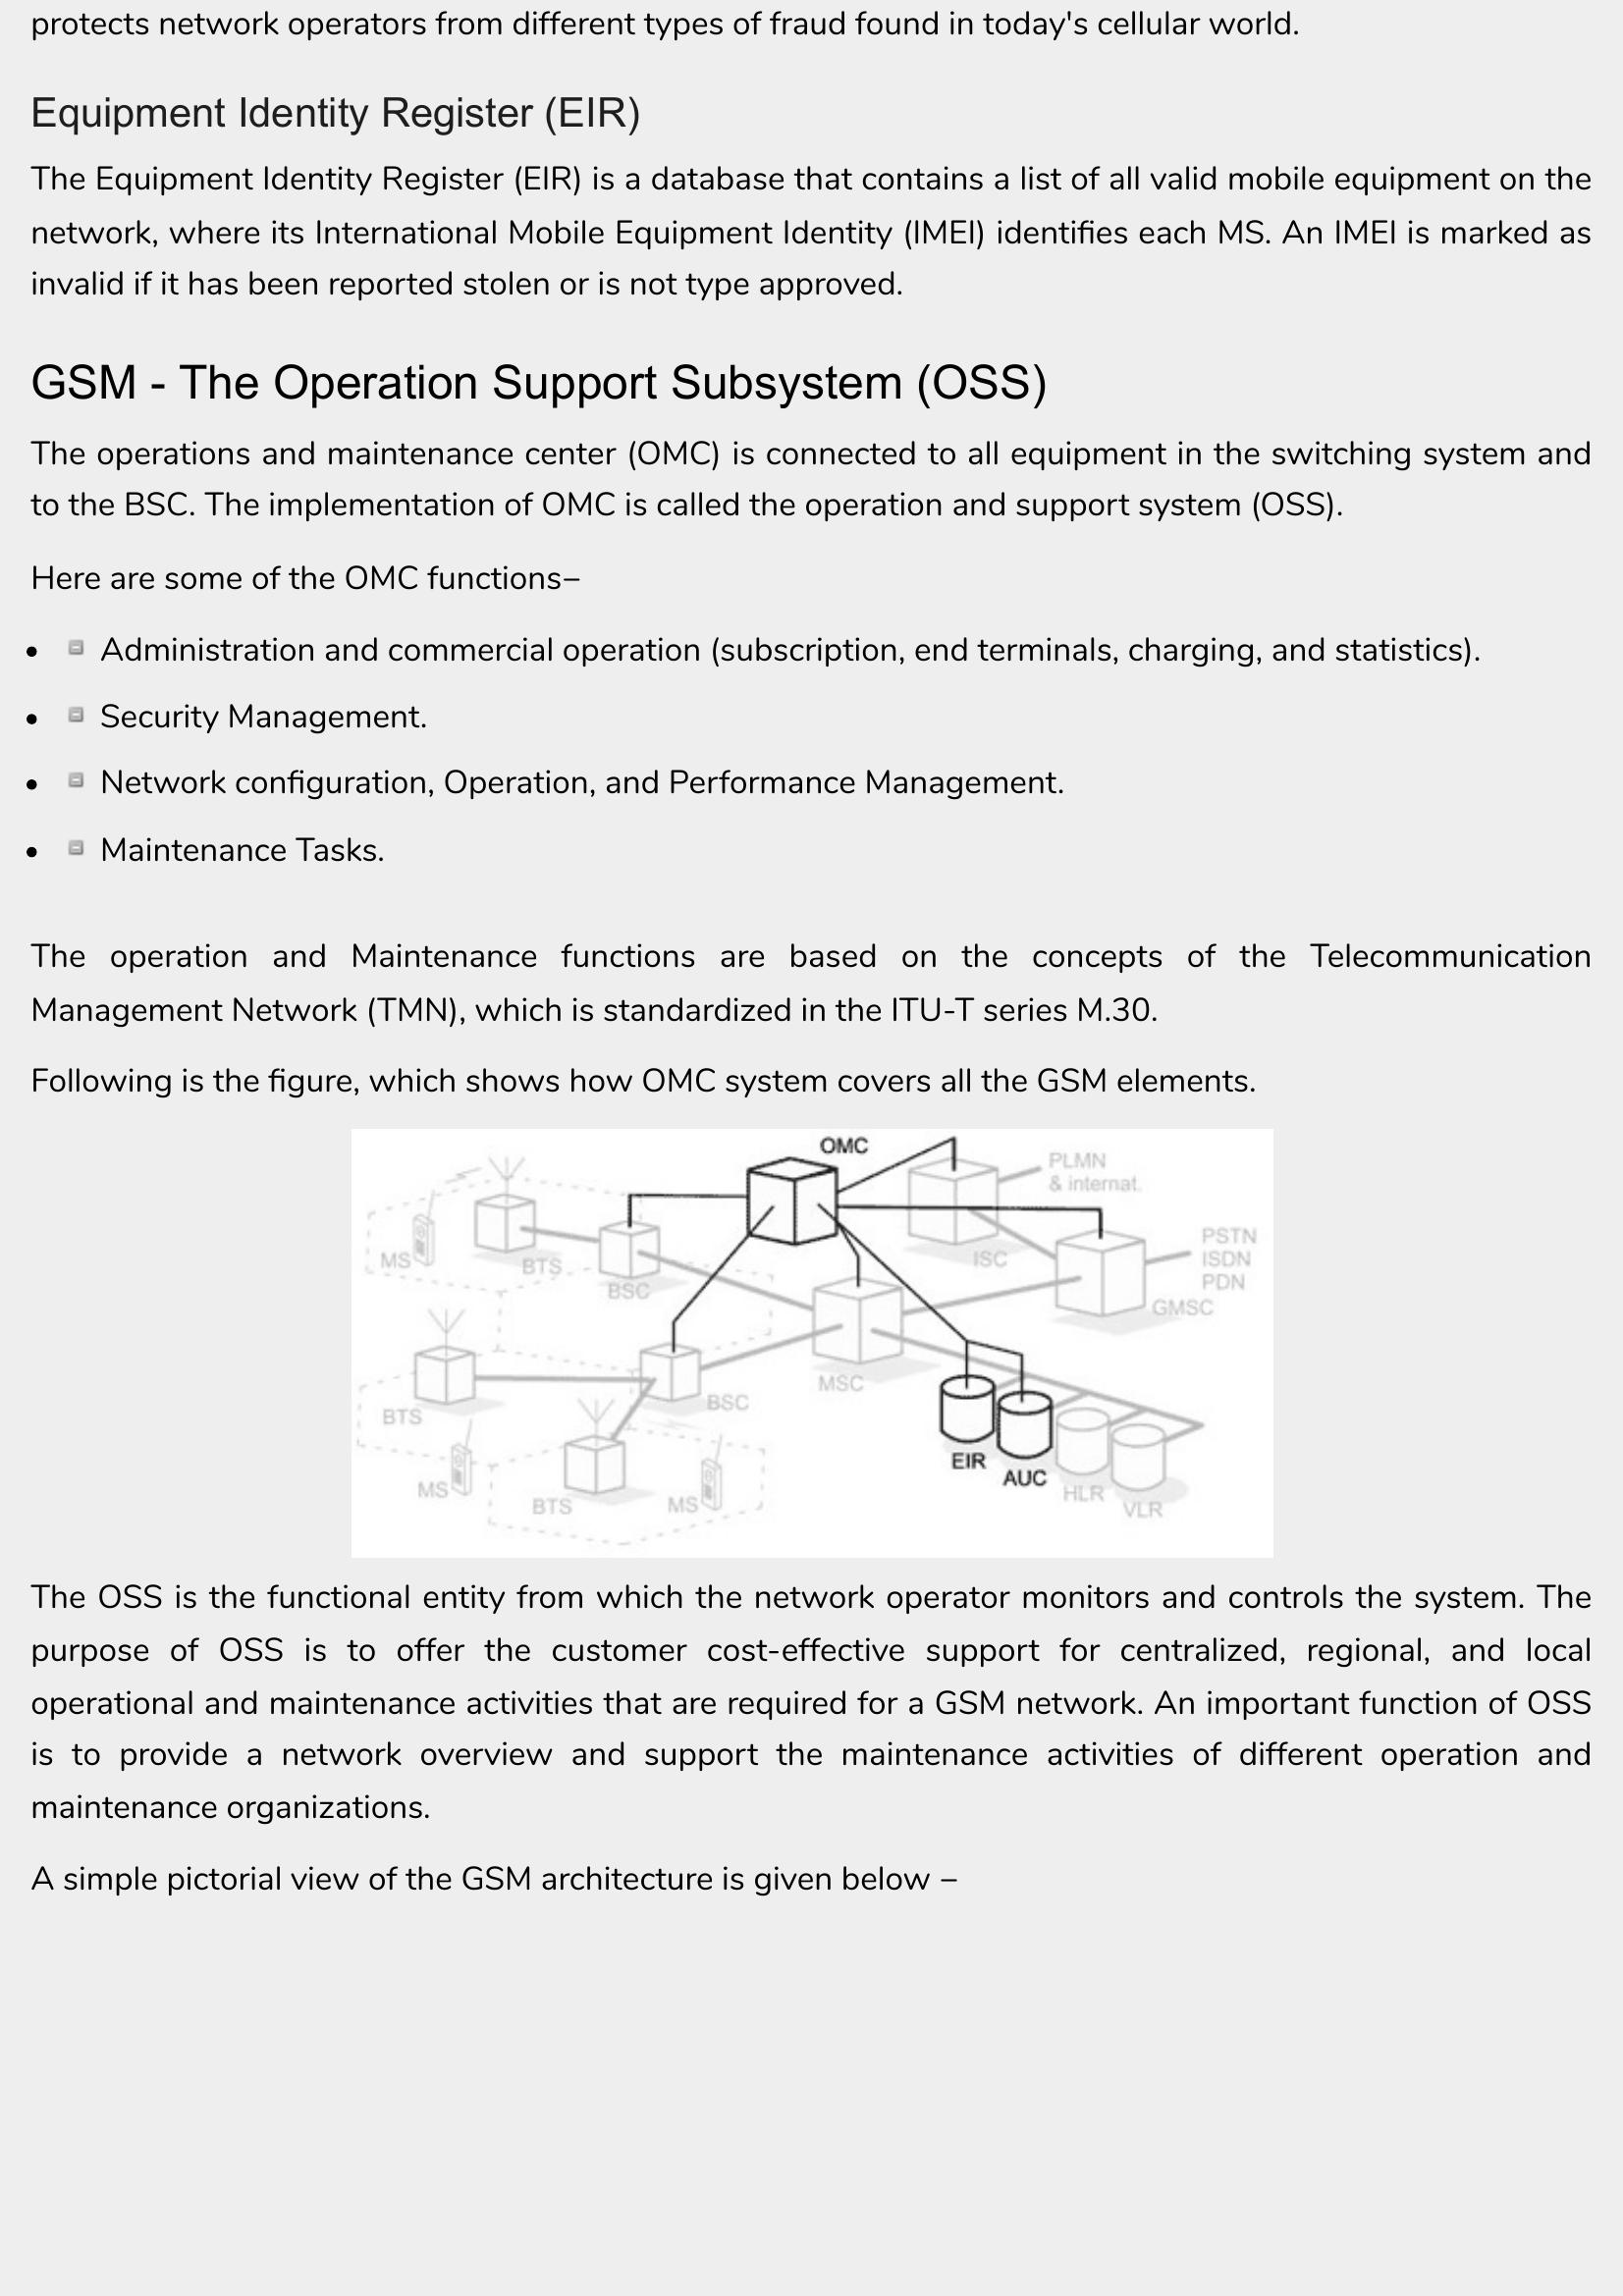 protects network operators from different types of fraud found in today's cellular world.
Equipment Identity Register (EIR)
The Equipment Identity Register (EIR) is a database that contains a list of all valid mobile equipment on the
network, where its International Mobile Equipment Identity (IMEI) identifies each MS. An IMEI is marked as
invalid if it has been reported stolen or is not type approved.
GSM - The Operation Support Subsystem (OSS)
The operations and maintenance center (OMC) is connected to all equipment in the switching system and
to the BSC. The implementation of OMC is called the operation and support system (OSS).
Here are some of the OMC functions−
• Administration and commercial operation (subscription, end terminals, charging, and statistics).
• Security Management.
• Network configuration, Operation, and Performance Management.
• Maintenance Tasks.
The operation and Maintenance functions are based on the concepts of the Telecommunication
Management Network (TMN), which is standardized in the ITU-T series M.30.
Following is the figure, which shows how OMC system covers all the GSM elements.
OMC
PLMN
& internat.
MS
BTS
BSC
ISC
PSTN
ISDN
PDN
GMSC
MSC
BTS
BSC
MS
BTS
MS
EIR
AUC
HLR
VLR
The OSS is the functional entity from which the network operator monitors and controls the system. The
purpose of OSS is to offer the customer cost-effective support for centralized, regional, and local
operational and maintenance activities that are required for a GSM network. An important function of OSS
is to provide a network overview and support the maintenance activities of different operation and
maintenance organizations.
A simple pictorial view of the GSM architecture is given below −